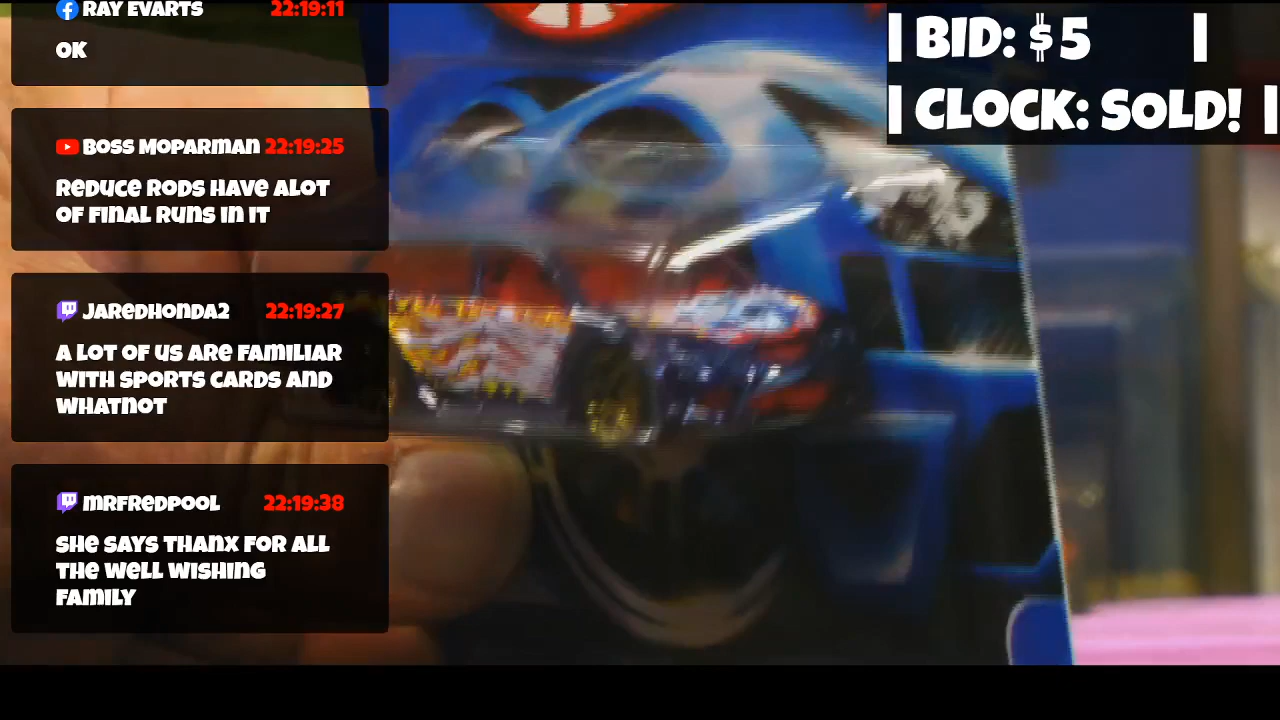 RAY EVARTS 22:19:11
OK
BOSS MOPARMAN 22:19:25
REDUCE RODS HAVE ALOT
OF FINAL RUNS IN IT
JAREDHONDA2 22:19:27
A LOT OF US ARE FAMILIAR
WITH SPORTS CARDS AND
WHATNOT
MRFREDPOOL 22:19:38
SHE SAYS THANX FOR ALL
THE WELL WISHING
FAMILY
| BID: $5 |
| CLOCK: SOLD! |